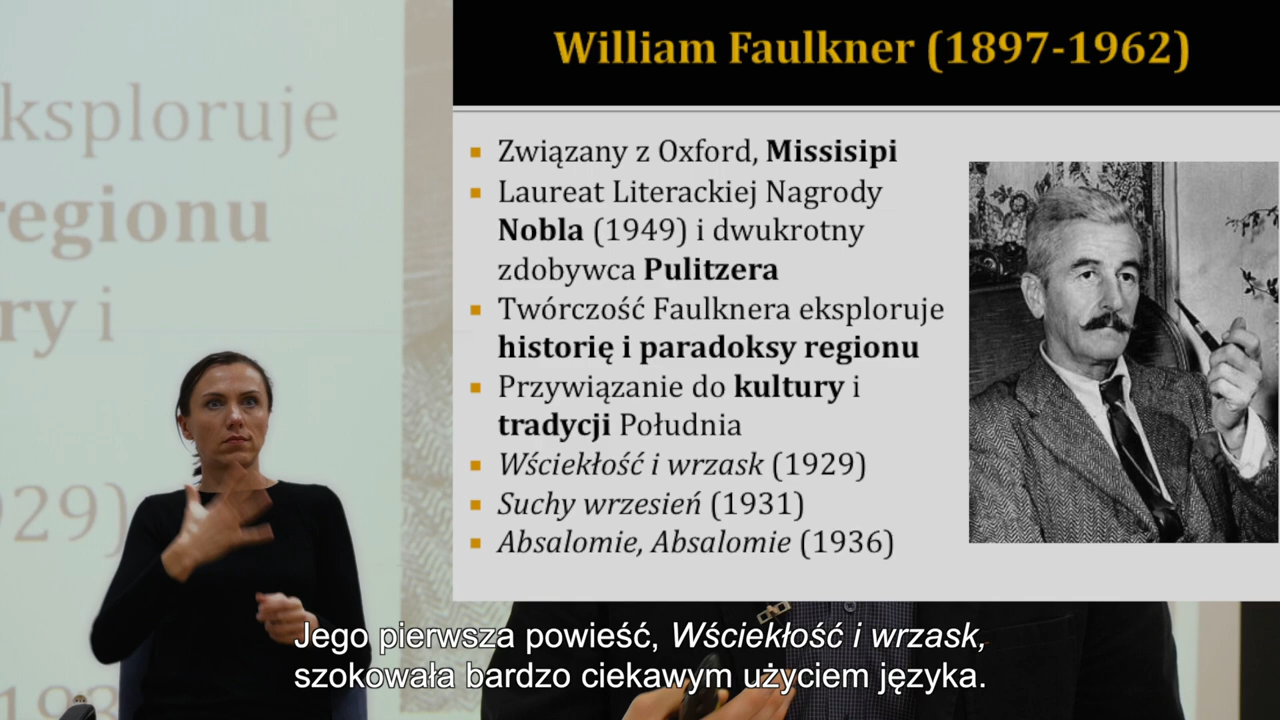 William Faulkner (1897-1962)
Związany z Oxford, Missisipi
Laureat Literackiej Nagrody
Nobla (1949) i dwukrotny
zdobywca Pulitzera
Twórczość Faulknera eksploruje
historię i paradoksy regionu
Przywiązanie do kultury i
tradycji Południa
Wściekłość i wrzask (1929)
Suchy wrzesień (1931)
Absalomie, Absalomie (1936)
ksploruje
regionu
ry i
929)
193
Jego pierwsza powieść, Wściekłość i wrzask,
szokowała bardzo ciekawym użyciem języka.